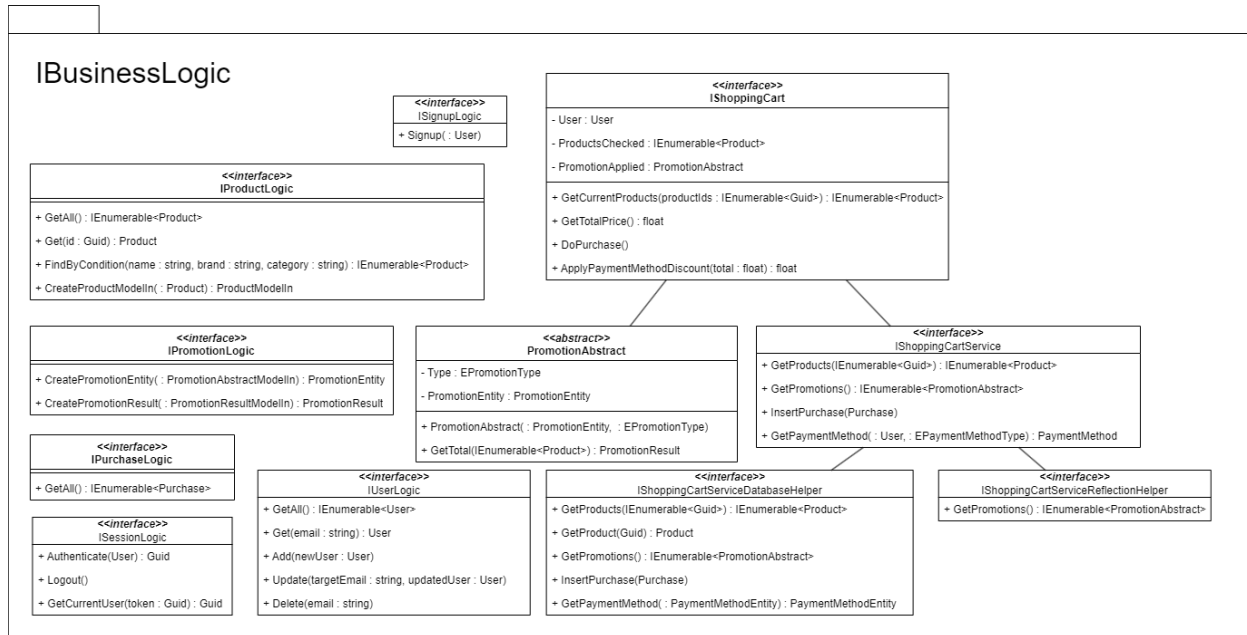 IBusinessLogic
<<interface>>
ISignupLogic
+ Signup( : User)
<<interface>>
IShoppingCart
- User : User
- ProductsChecked : IEnumerable<Product>
- PromotionApplied : PromotionAbstract
+ GetCurrentProducts(productIds : IEnumerable<Guid>) : IEnumerable<Product>
+ GetTotalPrice() : float
+ DoPurchase()
+ ApplyPaymentMethodDiscount(total : float) : float
<<interface>>
IProductLogic
+ GetAll() : IEnumerable<Product>
+ Get(id : Guid) : Product
+ FindByCondition(name : string, brand : string, category : string) : IEnumerable<Product>
+ CreateProductModelIn( : Product) : ProductModelIn
<<interface>>
IPromotionLogic
+ CreatePromotionEntity( : PromotionAbstractModelIn) : PromotionEntity
+ CreatePromotionResult( : PromotionResultModelIn) : PromotionResult
<<abstract>>
PromotionAbstract
- Type : EPromotionType
- PromotionEntity : PromotionEntity
+ PromotionAbstract( : PromotionEntity,  : EPromotionType)
+ GetTotal(IEnumerable<Product>) : PromotionResult
<<interface>>
IShoppingCartService
+ GetProducts(IEnumerable<Guid>) : IEnumerable<Product>
+ GetPromotions() : IEnumerable<PromotionAbstract>
+ InsertPurchase(Purchase)
+ GetPaymentMethod( : User, : EPaymentMethodType) : PaymentMethod
<<interface>>
IPurchaseLogic
+ GetAll() : IEnumerable<Purchase>
<<interface>>
ISessionLogic
+ Authenticate(User) : Guid
+ Logout()
+ GetCurrentUser(token : Guid) : Guid
<<interface>>
IUserLogic
+ GetAll() : IEnumerable<User>
+ Get(email : string) : User
+ Add(newUser : User)
+ Update(targetEmail : string, updatedUser : User)
+ Delete(email : string)
<<interface>>
IShoppingCartServiceDatabaseHelper
+ GetProducts(IEnumerable<Guid>) : IEnumerable<Product>
+ GetProduct(Guid) : Product
+ GetPromotions() : IEnumerable<PromotionAbstract>
+ InsertPurchase(Purchase)
+ GetPaymentMethod( : PaymentMethodEntity) : PaymentMethodEntity
<<interface>>
IShoppingCartServiceReflectionHelper
+ GetPromotions() : IEnumerable<PromotionAbstract>